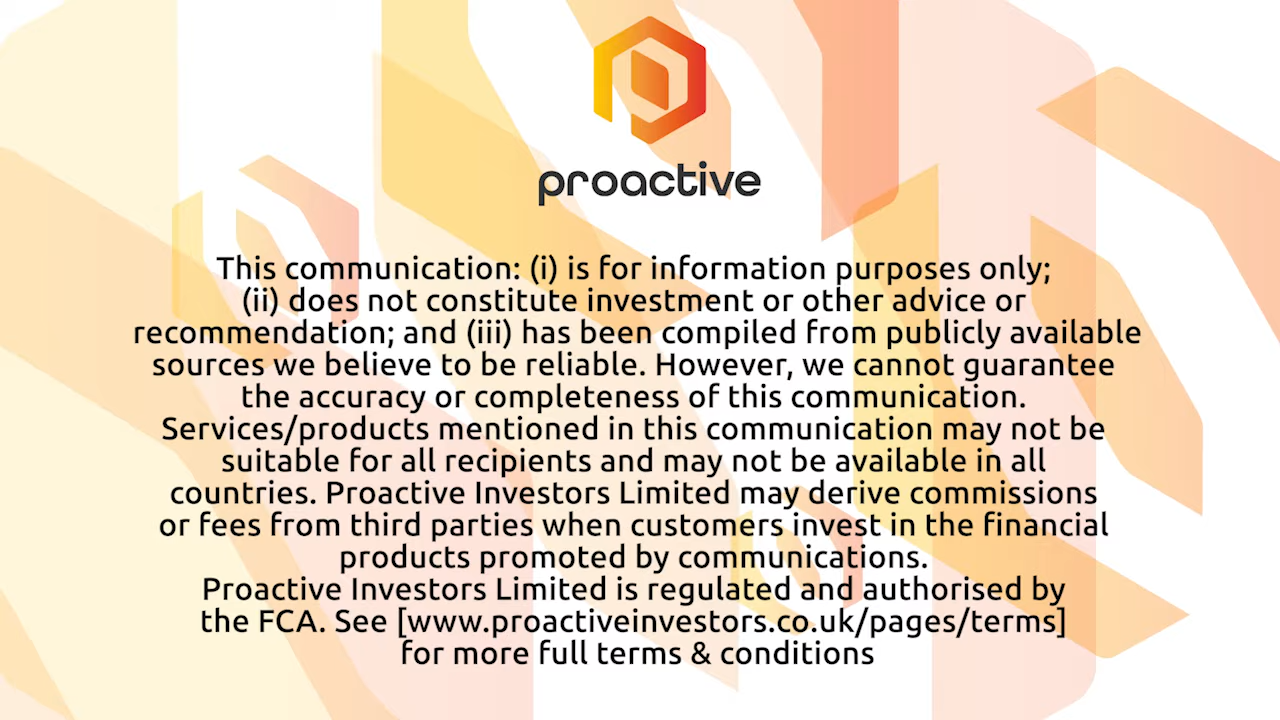 proactive
This communication: (i) is for information purposes only;
(ii) does not constitute investment or other advice or
recommendation; and (iii) has been compiled from publicly available
sources we believe to be reliable. However, we cannot guarantee
the accuracy or completeness of this communication.
Services/products mentioned in this communication may not be
suitable for all recipients and may not be available in all
countries. Proactive Investors Limited may derive commissions
or fees from third parties when customers invest in the financial
products promoted by communications.
Proactive Investors Limited is regulated and authorised by
the FCA. See [www.proactiveinvestors.co.uk/pages/terms]
for more full terms & conditions